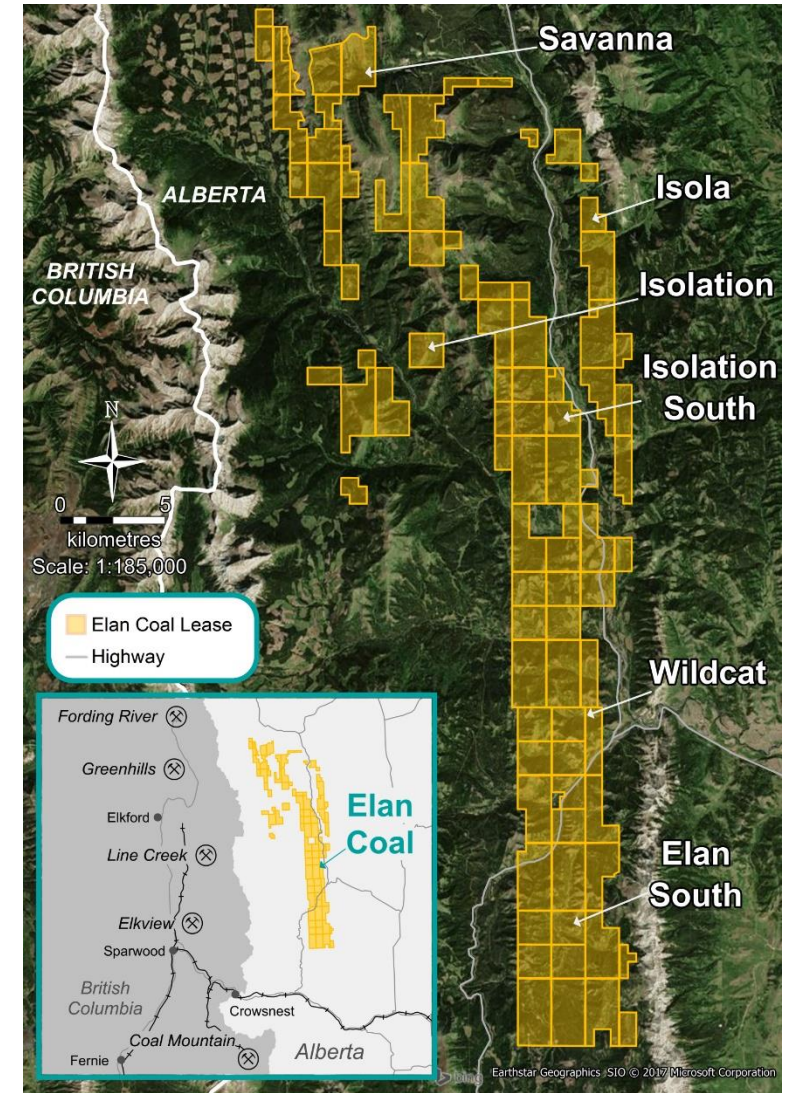 Savanna
ALBERTA
Isola
BRITISH
COLUMBIA
Isolation
Isolation
South
N
0 5
kilometres
Scale: 1:185,000
Elan Coal Lease
Highway
Wildcat
Elan
South
Fording River
Greenhills
Elkford
Elan
Coal
Line Creek
Elkview
Sparwood
British
Columbia
Crowsnest
Coal Mountain
Alberta
Fernie
bing
Earthstar Geographics SIO © 2017 Microsoft Corporation